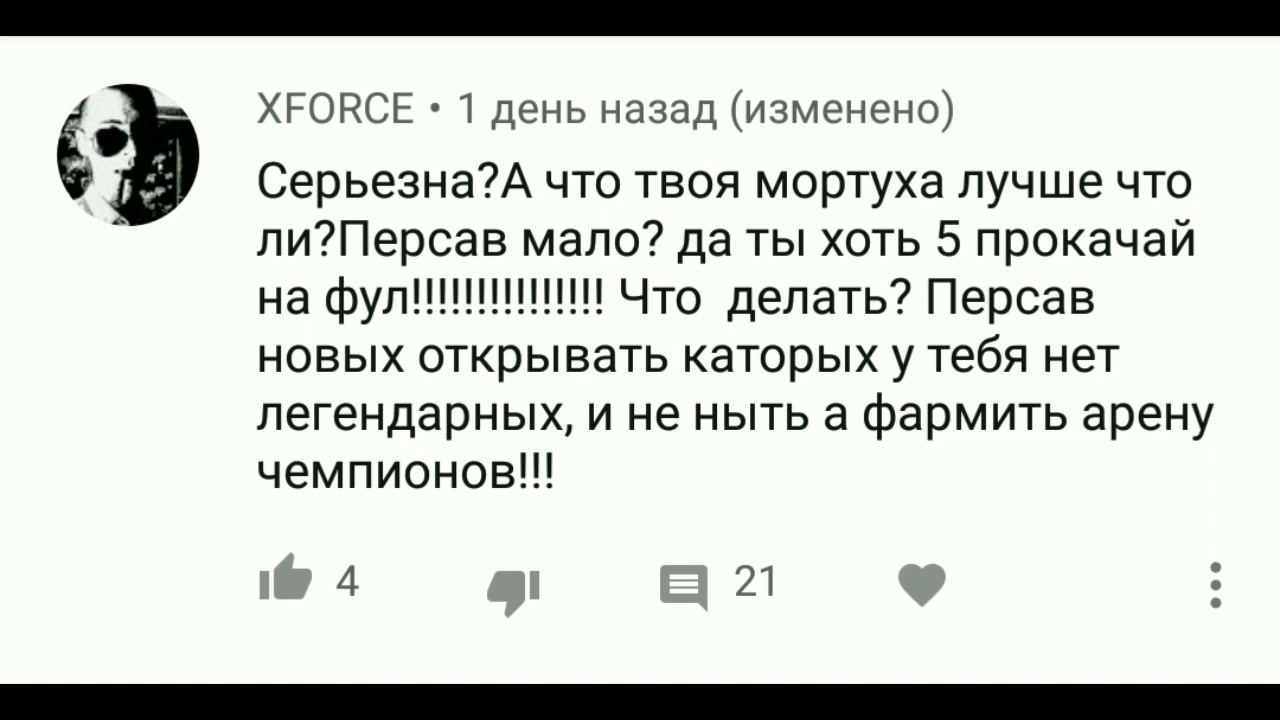 XFORCE • 1 день назад (изменено)
Серьезна?А что твоя мортуха лучше что
ли?Персав мало? да ты хоть 5 прокачай
на фул!!!!!!!!!!!!!!! Что  делать? Персав
новых открывать каторых у тебя нет
легендарных, и не ныть а фармить арену
чемпионов!!!
4 21